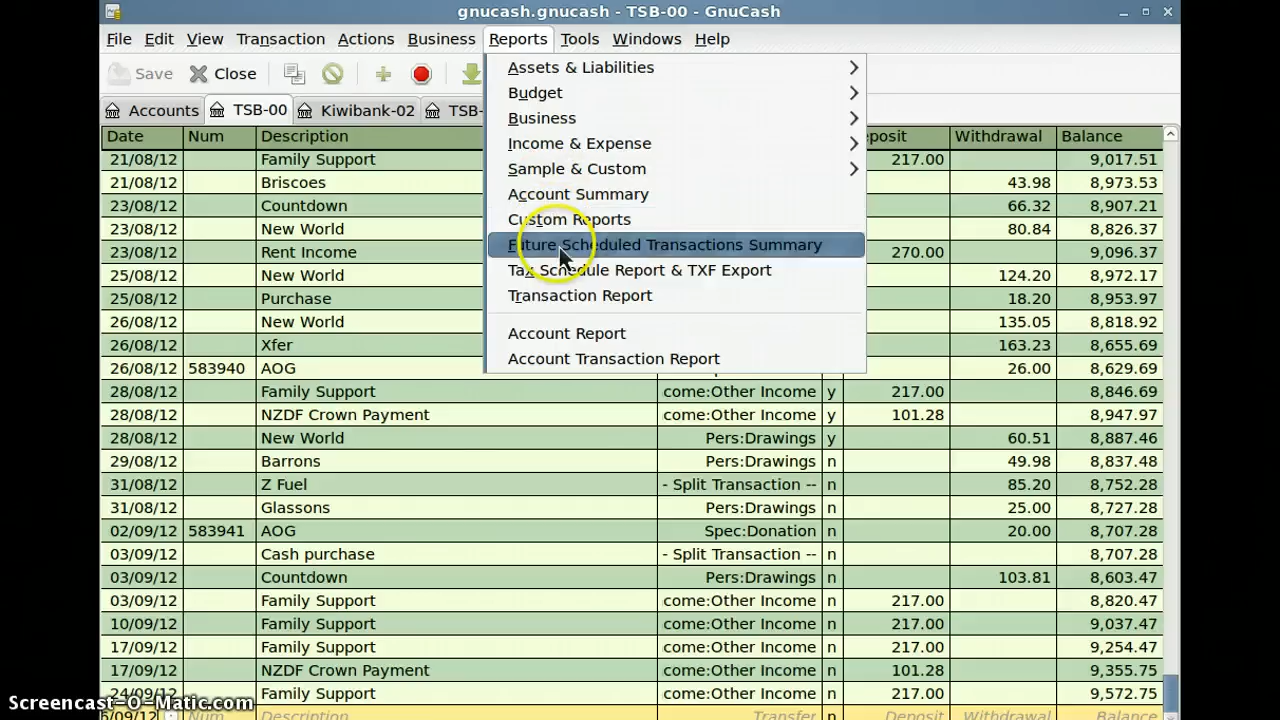 gnucash.gnucash - TSB-00 - GnuCash
File Edit View Transaction Actions Business Reports Tools Windows Help
Save Close
Accounts TSB-00 Kiwibank-02 TSB-
Assets & Liabilities
Budget
Business
Income & Expense
Sample & Custom
Account Summary
Custom Reports
Future Scheduled Transactions Summary
Tax Schedule Report & TXF Export
Transaction Report
Account Report
Account Transaction Report
Date Num Description eposit Withdrawal Balance
21/08/12 Family Support 217.00 9,017.51
21/08/12 Briscoes 43.98 8,973.53
23/08/12 Countdown 66.32 8,907.21
23/08/12 New World 80.84 8,826.37
23/08/12 Rent Income 270.00 9,096.37
25/08/12 New World 124.20 8,972.17
25/08/12 Purchase 18.20 8,953.97
26/08/12 New World 135.05 8,818.92
26/08/12 Xfer 163.23 8,655.69
26/08/12 583940 AOG 26.00 8,629.69
28/08/12 Family Support come:Other Income y 217.00 8,846.69
28/08/12 NZDF Crown Payment come:Other Income y 101.28 8,947.97
28/08/12 New World Pers:Drawings y 60.51 8,887.46
29/08/12 Barrons Pers:Drawings n 49.98 8,837.48
31/08/12 Z Fuel - Split Transaction -- n 85.20 8,752.28
31/08/12 Glassons Pers:Drawings n 25.00 8,727.28
02/09/12 583941 AOG Spec:Donation n 20.00 8,707.28
03/09/12 Cash purchase - Split Transaction -- n 8,707.28
03/09/12 Countdown Pers:Drawings n 103.81 8,603.47
03/09/12 Family Support come:Other Income n 217.00 8,820.47
10/09/12 Family Support come:Other Income n 217.00 9,037.47
17/09/12 Family Support come:Other Income n 217.00 9,254.47
17/09/12 NZDF Crown Payment come:Other Income n 101.28 9,355.75
24/09/12 Family Support come:Other Income n 217.00 9,572.75
6/09/12 Num Description Transfer n Deposit Withdrawal Balance
Screencast-O-Matic.com